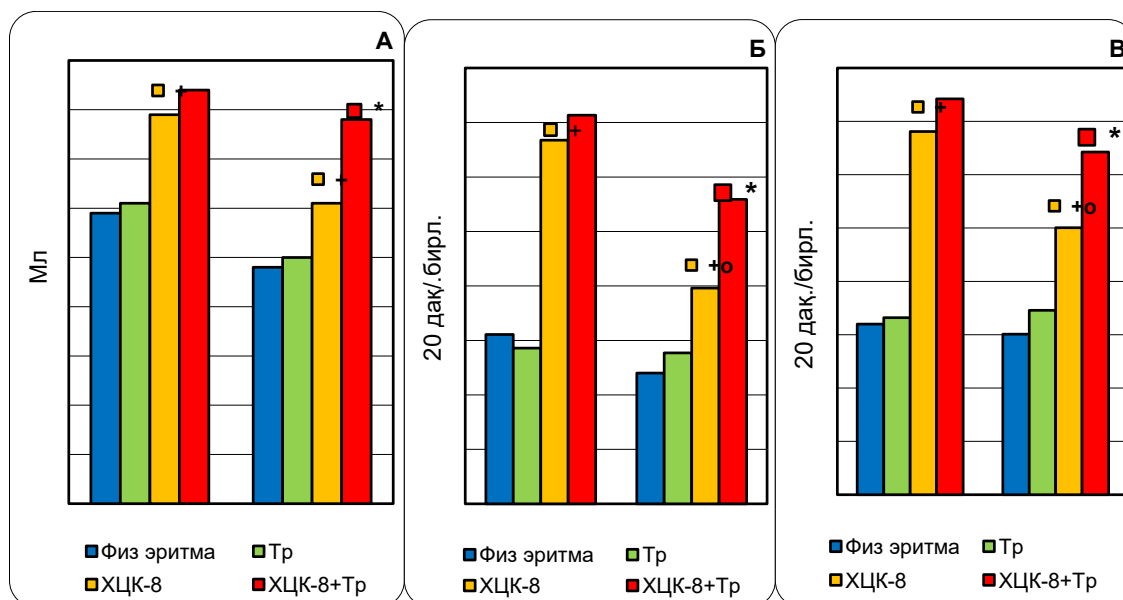 А
+
*
+
Мл
Физ эритма Тр
ХЦК-8 ХЦК-8+Тр
Б
+
*
+о
20 дақ/.бирл.
Физ эритма Тр
ХЦК-8 ХЦК-8+Тр
В
+
*
+о
20 дақ./бирл.
Физ эритма Тр
ХЦК-8 ХЦК-8+Тр